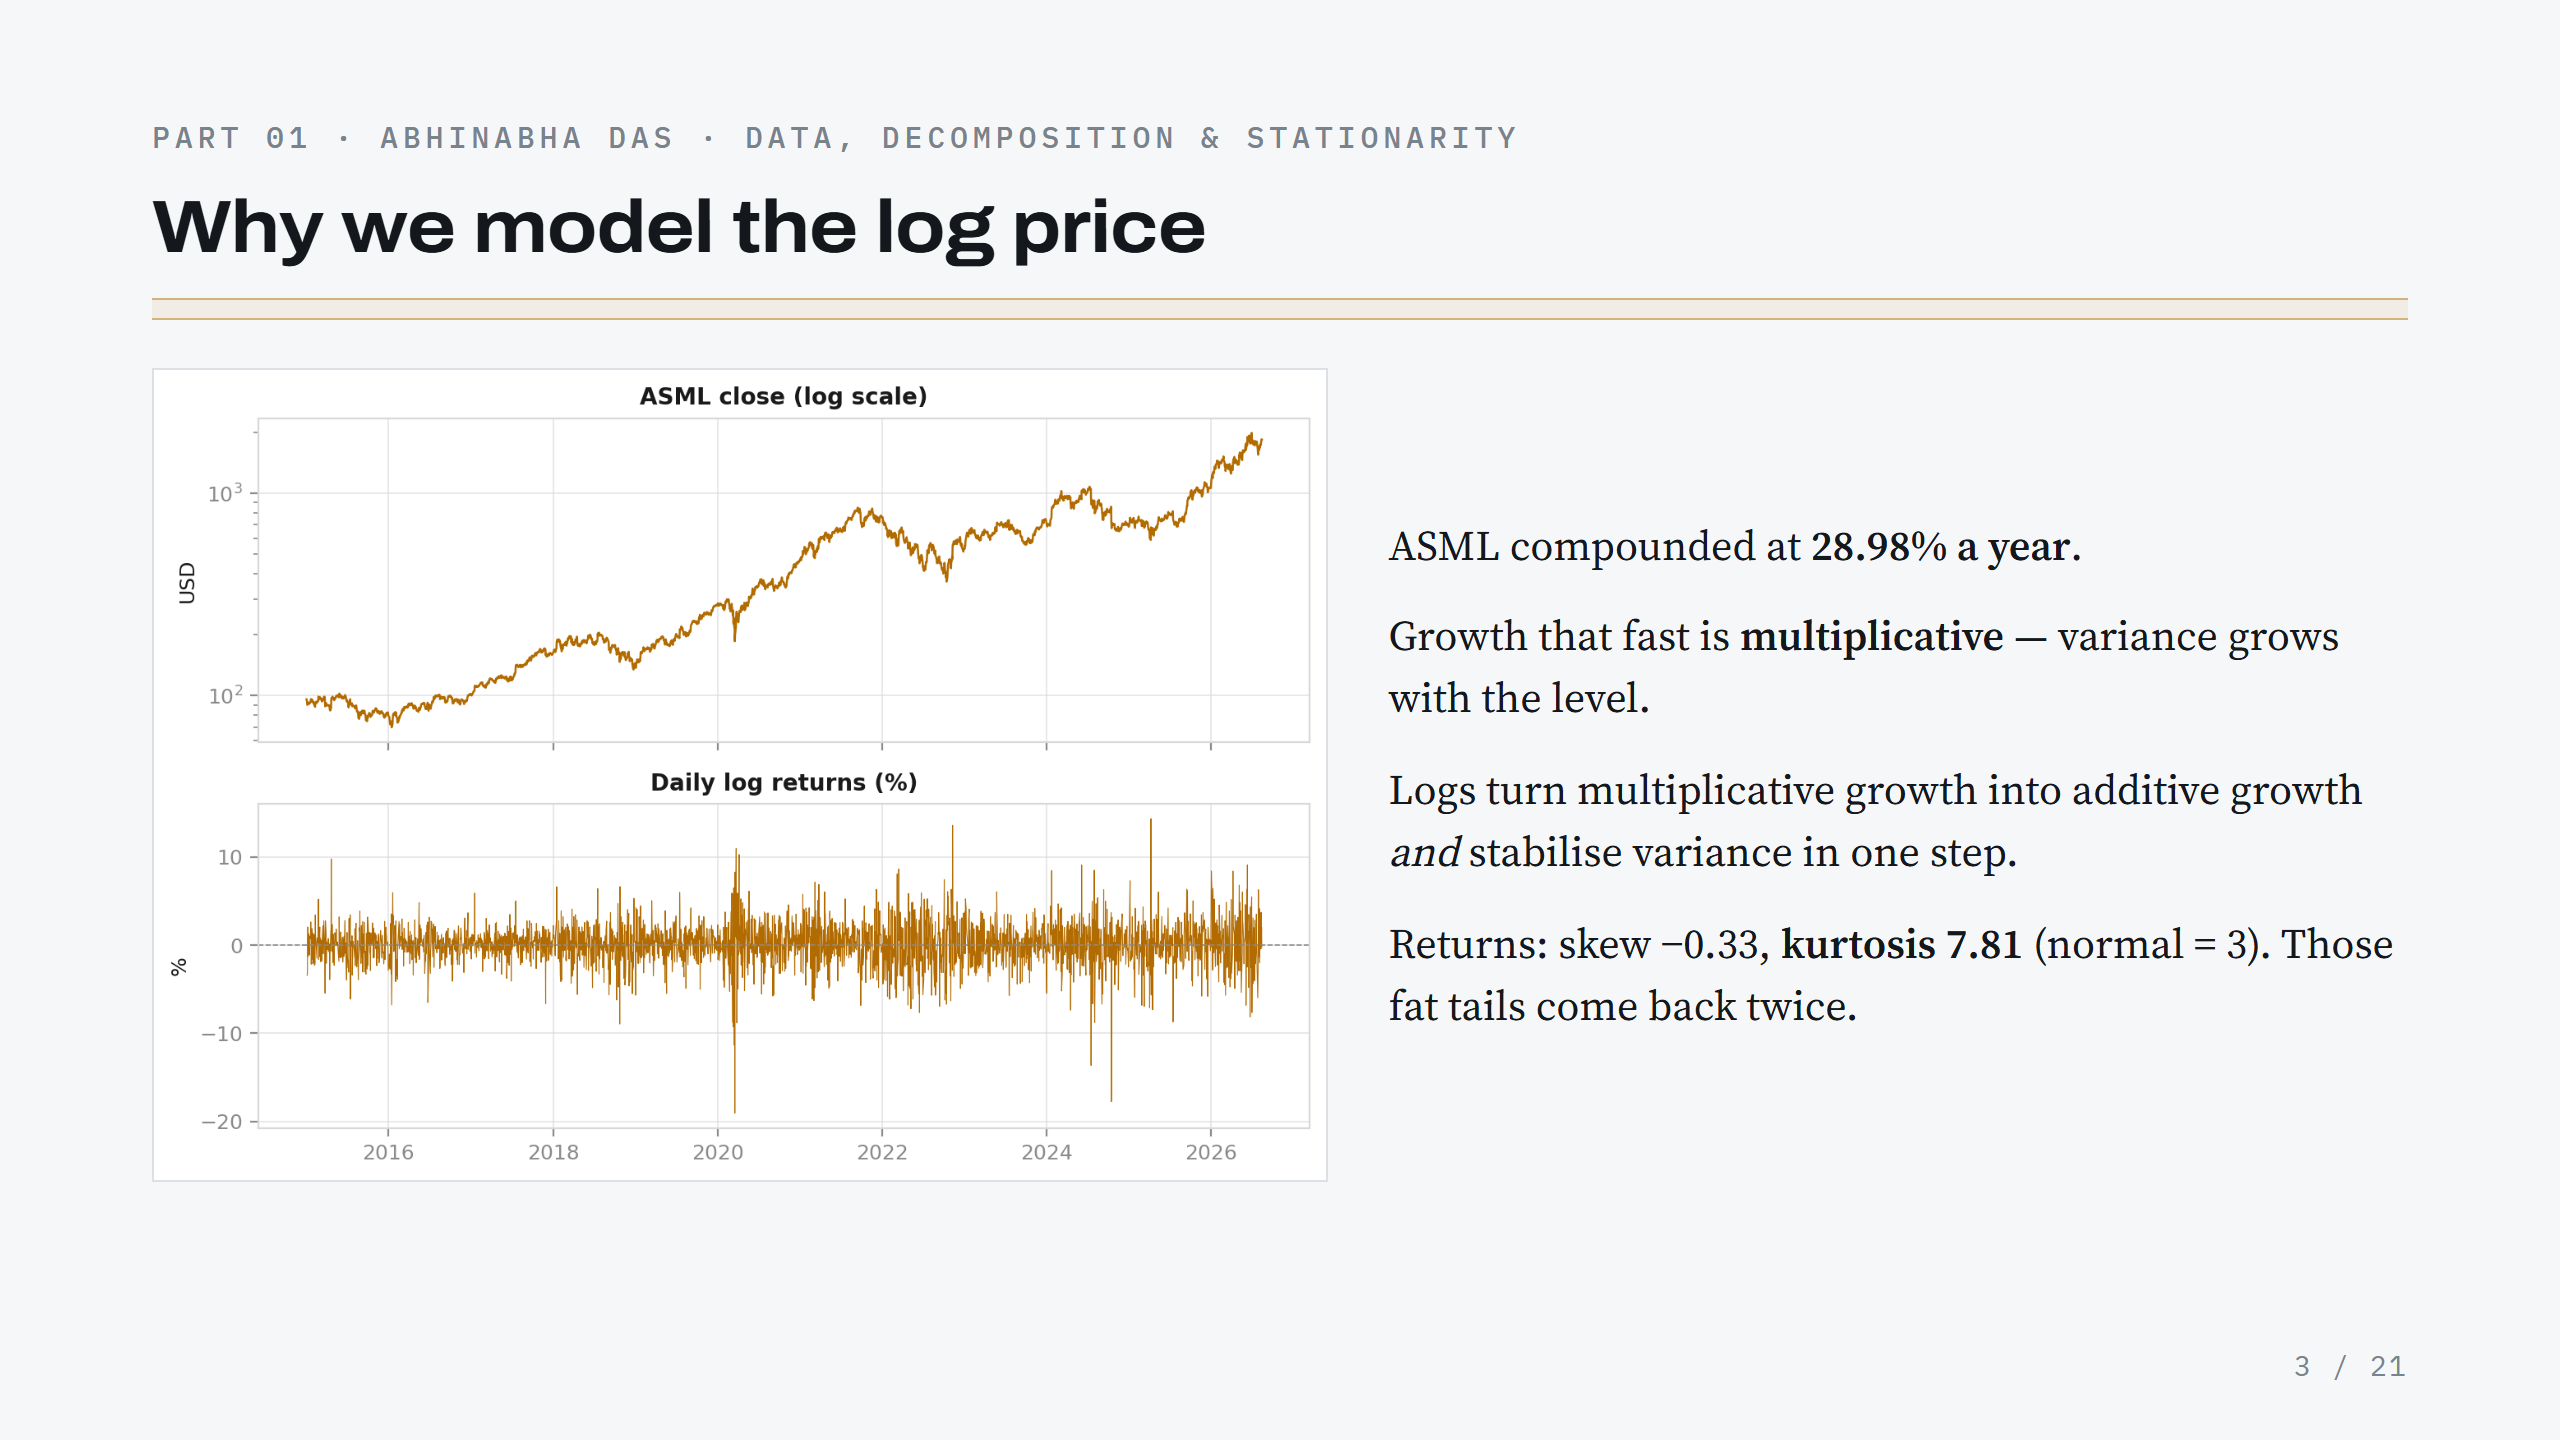 PART 01 · ABHINABHA DAS · DATA, DECOMPOSITION & STATIONARITY
Why we model the log price
ASML close (log scale)
USD
10³
10²
Daily log returns (%)
%
10
0
−10
−20
2016 2018 2020 2022 2024 2026
ASML compounded at 28.98% a year.
Growth that fast is multiplicative — variance grows
with the level.
Logs turn multiplicative growth into additive growth
and stabilise variance in one step.
Returns: skew −0.33, kurtosis 7.81 (normal = 3). Those
fat tails come back twice.
3 / 21